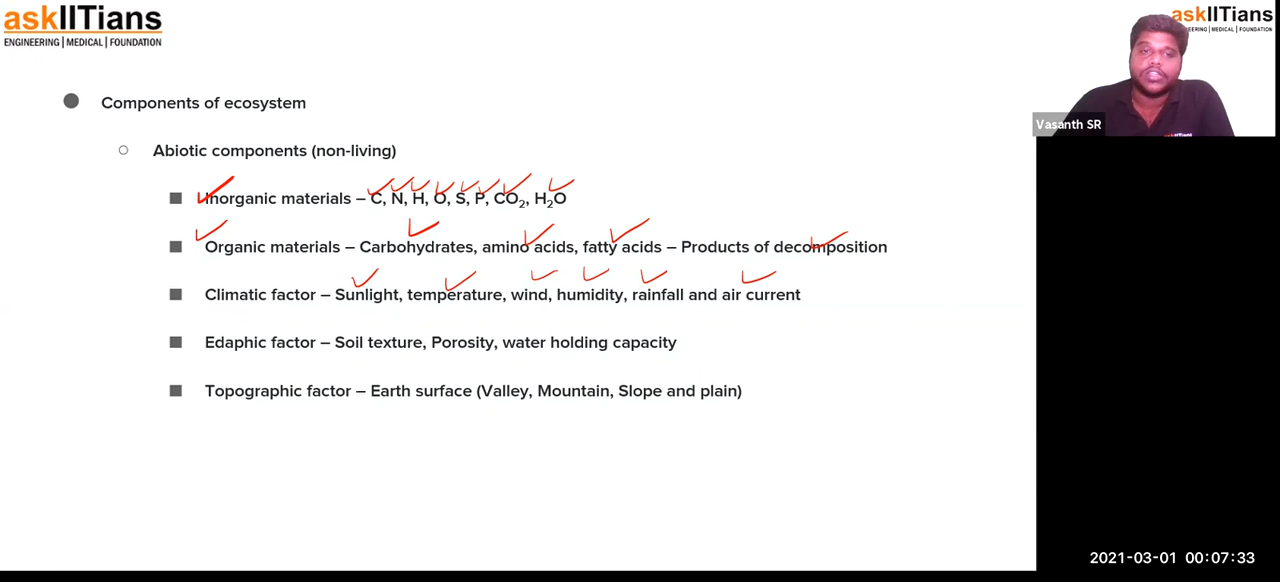 askIITians
ENGINEERING | MEDICAL | FOUNDATION
askIITians
ENGINEERING | MEDICAL | FOUNDATION
Vasanth SR
Components of ecosystem
Abiotic components (non-living)
Inorganic materials – C, N, H, O, S, P, CO₂, H₂O
Organic materials – Carbohydrates, amino acids, fatty acids – Products of decomposition
Climatic factor – Sunlight, temperature, wind, humidity, rainfall and air current
Edaphic factor – Soil texture, Porosity, water holding capacity
Topographic factor – Earth surface (Valley, Mountain, Slope and plain)
2021-03-01 00:07:33